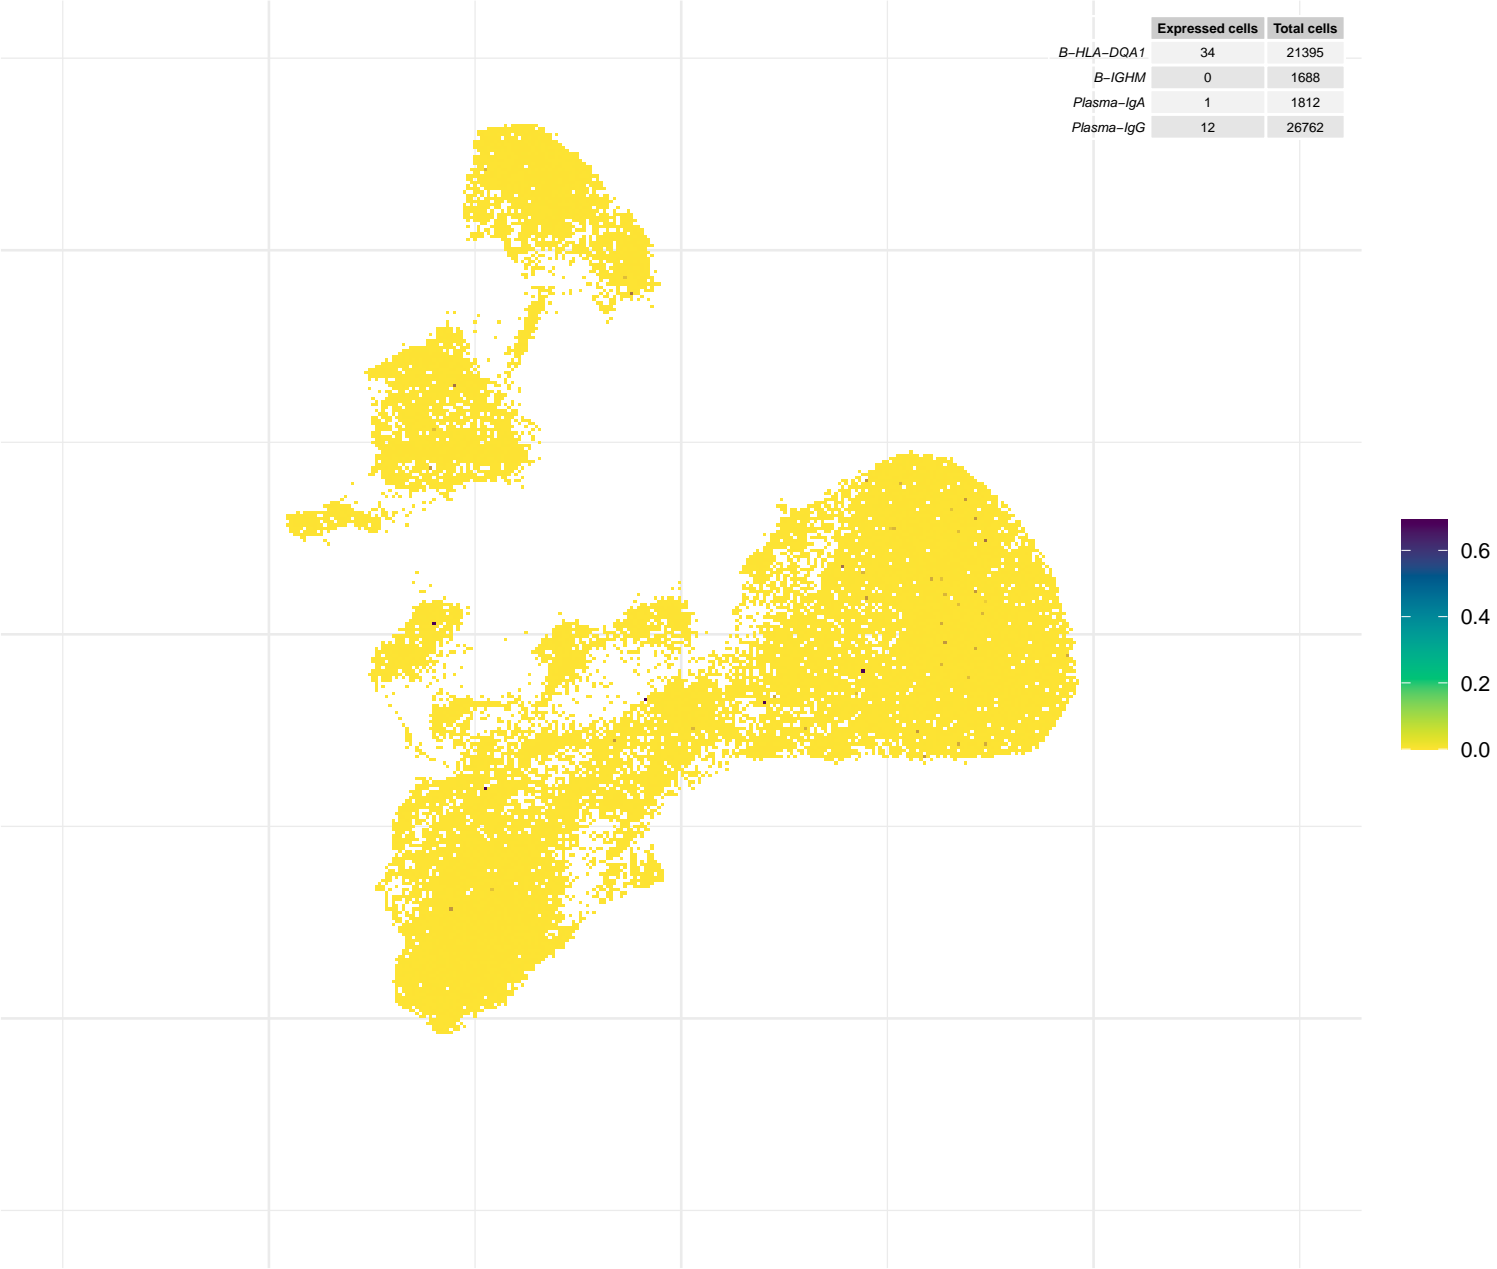 Expressed cells Total cells
B−HLA−DQA1 34 21395
B−IGHM 0 1688
Plasma−IgA 1 1812
Plasma−IgG 12 26762
0.6
0.4
0.2
0.0